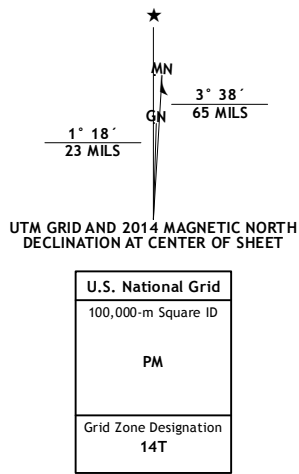 ★
MN
3° 38´
65 MILS
GN
1° 18´
23 MILS
UTM GRID AND 2014 MAGNETIC NORTH
DECLINATION AT CENTER OF SHEET
U.S. National Grid
100,000-m Square ID
PM
Grid Zone Designation
14T